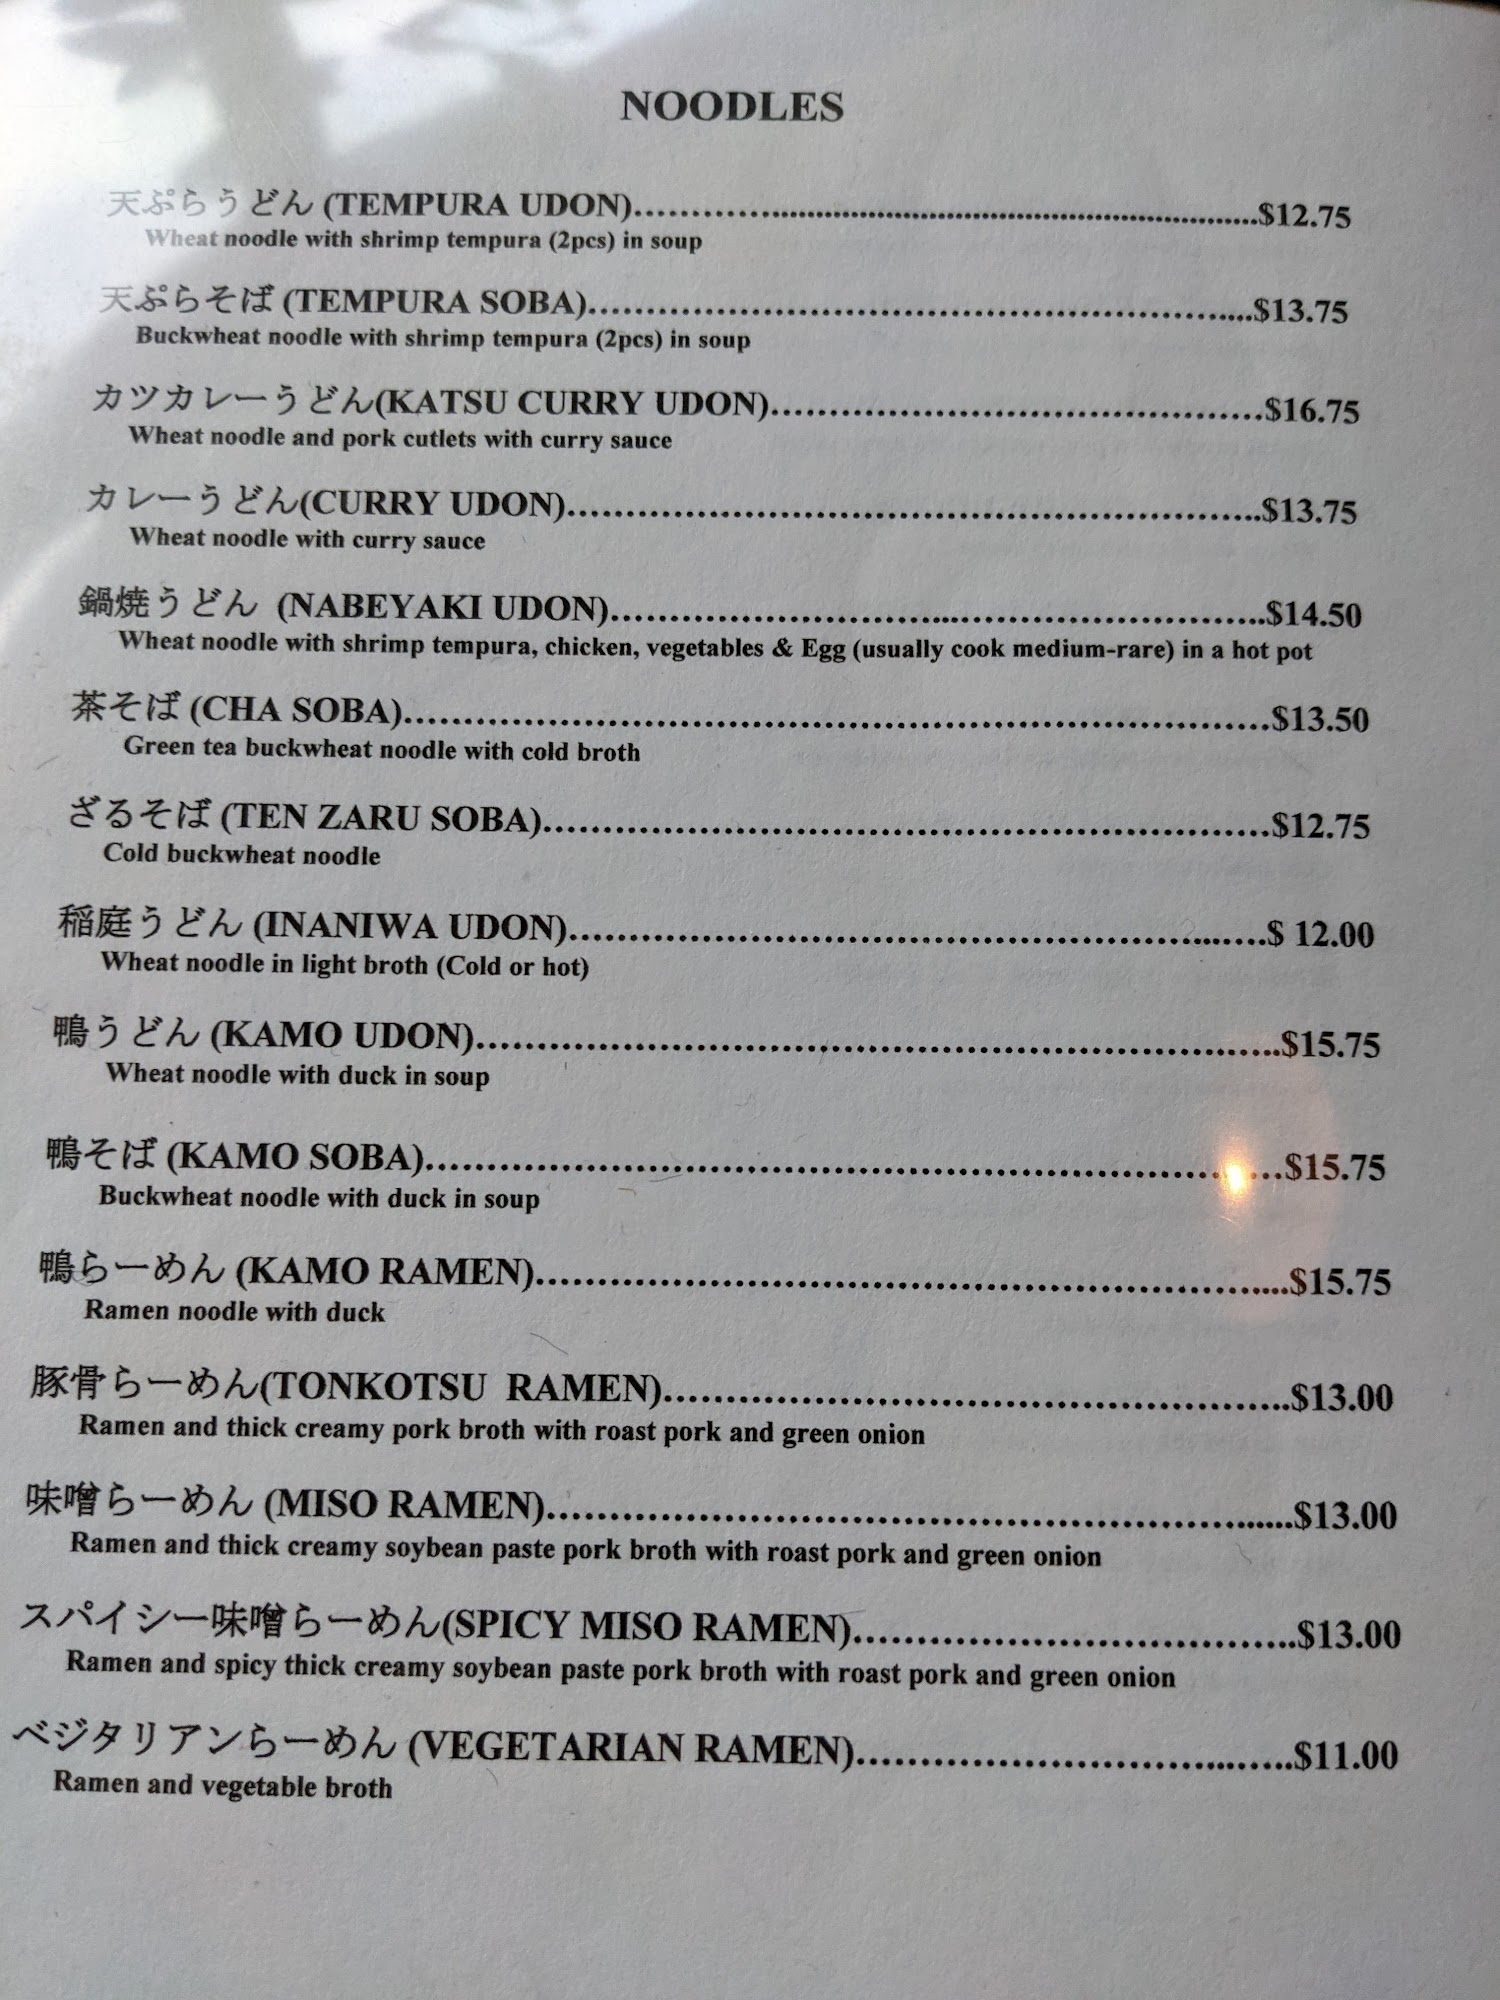 NOODLES
天ぷらうどん (TEMPURA UDON)....................$12.75
Wheat noodle with shrimp tempura (2pcs) in soup
天ぷらそば (TEMPURA SOBA)....................$13.75
Buckwheat noodle with shrimp tempura (2pcs) in soup
カツカレーうどん(KATSU CURRY UDON)....................$16.75
Wheat noodle and pork cutlets with curry sauce
カレーうどん(CURRY UDON)....................$13.75
Wheat noodle with curry sauce
鍋焼うどん (NABEYAKI UDON)....................$14.50
Wheat noodle with shrimp tempura, chicken, vegetables & Egg (usually cook medium-rare) in a hot pot
茶そば (CHA SOBA)....................$13.50
Green tea buckwheat noodle with cold broth
ざるそば (TEN ZARU SOBA)....................$12.75
Cold buckwheat noodle
稲庭うどん (INANIWA UDON)....................$ 12.00
Wheat noodle in light broth (Cold or hot)
鴨うどん (KAMO UDON)....................$15.75
Wheat noodle with duck in soup
鴨そば (KAMO SOBA)....................$15.75
Buckwheat noodle with duck in soup
鴨らーめん (KAMO RAMEN)....................$15.75
Ramen noodle with duck
豚骨らーめん(TONKOTSU RAMEN)....................$13.00
Ramen and thick creamy pork broth with roast pork and green onion
味噌らーめん (MISO RAMEN)....................$13.00
Ramen and thick creamy soybean paste pork broth with roast pork and green onion
スパイシー味噌らーめん(SPICY MISO RAMEN)....................$13.00
Ramen and spicy thick creamy soybean paste pork broth with roast pork and green onion
ベジタリアンらーめん (VEGETARIAN RAMEN)....................$11.00
Ramen and vegetable broth